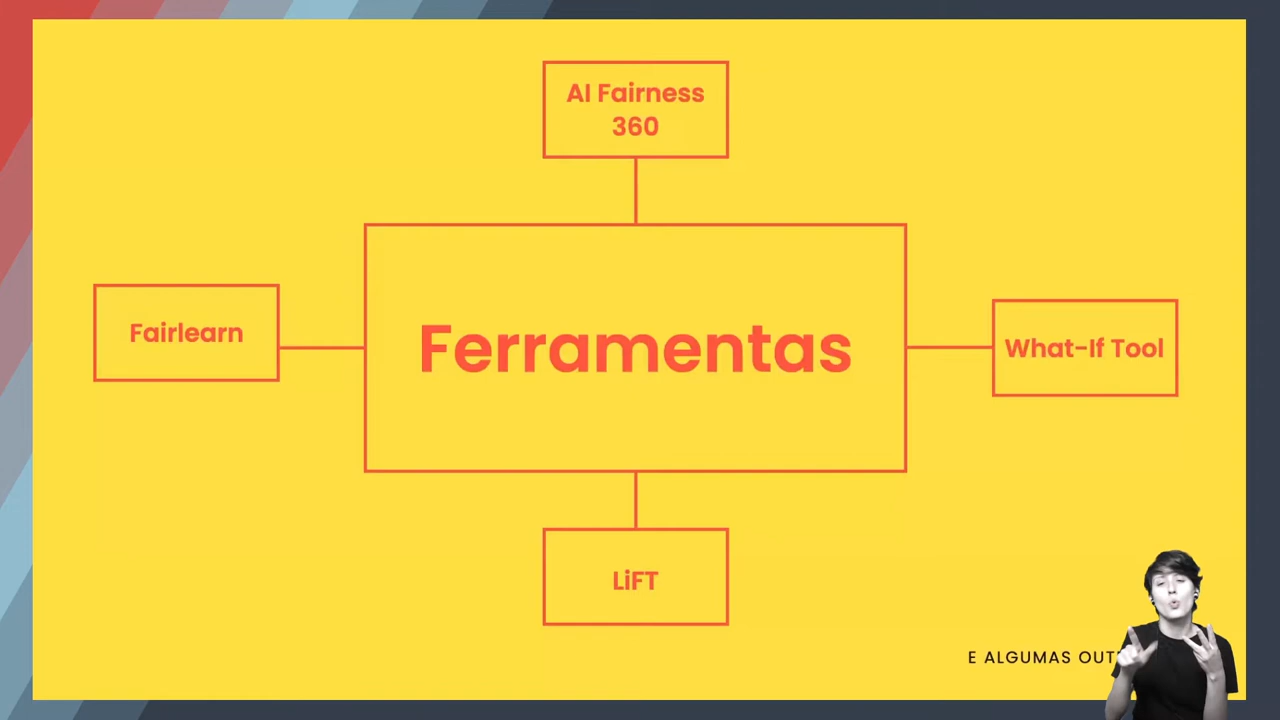 AI Fairness
360
Fairlearn
Ferramentas
What-If Tool
LiFT
E ALGUMAS